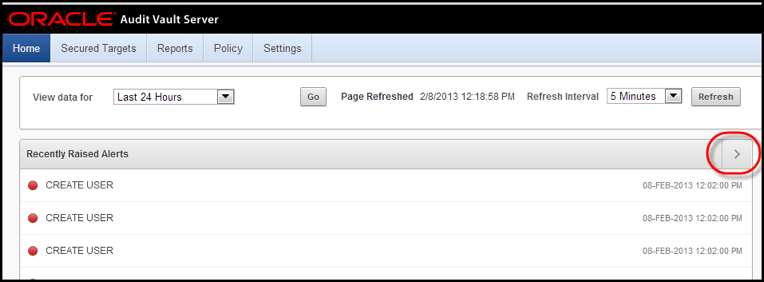 ORACLE Audit Vault Server
Home Secured Targets Reports Policy Settings
View data for Last 24 Hours Go Page Refreshed 2/8/2013 12:18:58 PM Refresh Interval 5 Minutes Refresh
Recently Raised Alerts
CREATE USER 08-FEB-2013 12:02:00 PM
CREATE USER 08-FEB-2013 12:02:00 PM
CREATE USER 08-FEB-2013 12:02:00 PM